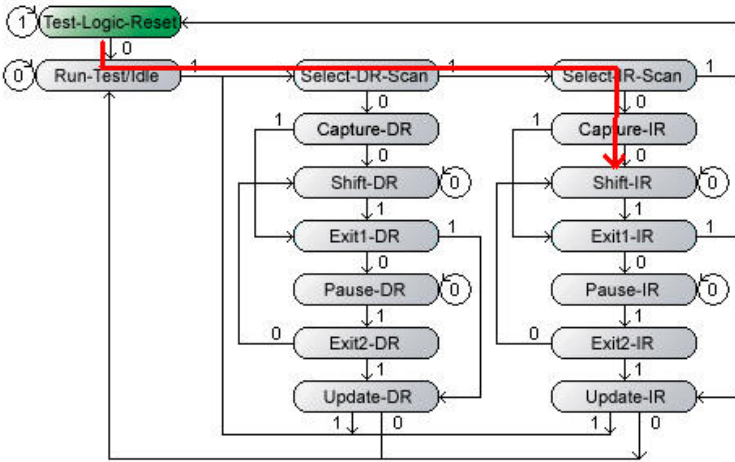 1 Test-Logic-Reset
0
0 Run-Test/Idle 1 Select-DR-Scan 1 Select-IR-Scan 1
0 0
1 Capture-DR 1 Capture-IR
0 0
Shift-DR 0 Shift-IR 0
1 1
Exit1-DR 1 Exit1-IR 1
0 0
Pause-DR 0 Pause-IR 0
1 1
0 Exit2-DR 0 Exit2-IR
1 1
Update-DR Update-IR
1 0 1 0